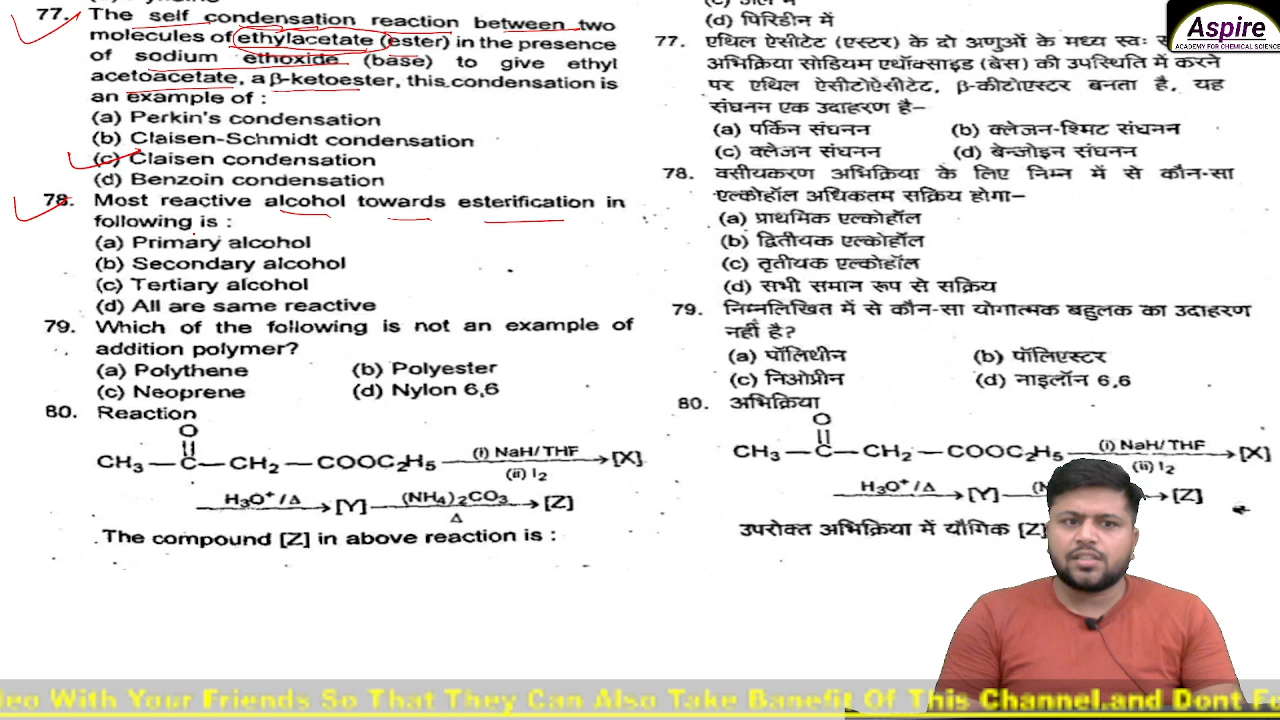 77. The self condensation reaction between two
molecules of ethylacetate (ester) in the presence
of sodium ethoxide (base) to give ethyl
acetoacetate, a β-ketoester, this condensation is
an example of :
(a) Perkin's condensation
(b) Claisen-Schmidt condensation
(c) Claisen condensation
(d) Benzoin condensation
78. Most reactive alcohol towards esterification in
following is :
(a) Primary alcohol
(b) Secondary alcohol
(c) Tertiary alcohol
(d) All are same reactive
79. Which of the following is not an example of
addition polymer?
(a) Polythene (b) Polyester
(c) Neoprene (d) Nylon 6,6
80. Reaction
O
CH₃—C—CH₂—COOC₂H₅ (i) NaH/THF (ii) I₂ → [X]
H₃O⁺/Δ → [Y] (NH₄)₂CO₃ Δ → [Z]
The compound [Z] in above reaction is :
(d) पिरिडीन में
77. एथिल ऐसीटेट (एस्टर) के दो अणुओं के मध्य स्वः
अभिक्रिया सोडियम एथॉक्साइड (बेस) की उपस्थिति में करने
पर एथिल ऐसीटोऐसीटेट, β-कीटोएस्टर बनता है, यह
संघनन एक उदाहरण है–
(a) पर्किन संघनन (b) क्लेजन-श्मिट संघनन
(c) क्लेजन संघनन (d) बेन्जोइन संघनन
78. वसीयकरण अभिक्रिया के लिए निम्न में से कौन-सा
एल्कोहॉल अधिकतम सक्रिय होगा–
(a) प्राथमिक एल्कोहॉल
(b) द्वितीयक एल्कोहॉल
(c) तृतीयक एल्कोहॉल
(d) सभी समान रूप से सक्रिय
79. निम्नलिखित में से कौन-सा योगात्मक बहुलक का उदाहरण
नहीं है?
(a) पॉलिथीन (b) पॉलिएस्टर
(c) निओप्रीन (d) नाइलॉन 6,6
80. अभिक्रिया
O
CH₃—C—CH₂—COOC₂H₅ (i) NaH/THF (ii) I₂ → [X]
H₃O⁺/Δ → [Y] → [Z]
उपरोक्त अभिक्रिया में यौगिक [Z]
Aspire
ACADEMY FOR CHEMICAL SCIENCE
deo With Your Friends So That They Can Also Take Banefit Of This Channel.and Dont Fo